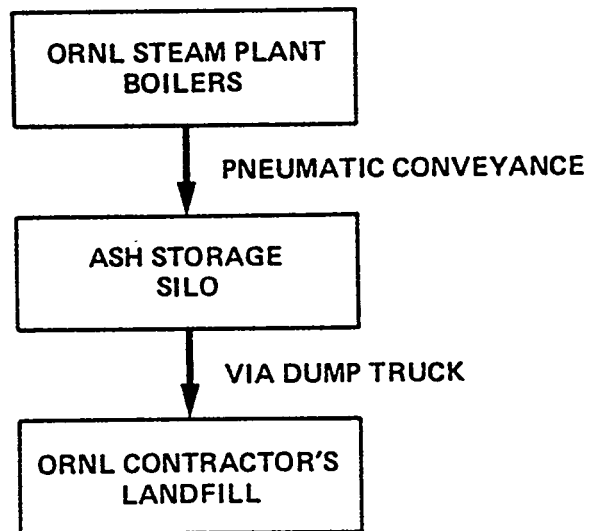 ORNL STEAM PLANT
BOILERS
PNEUMATIC CONVEYANCE
ASH STORAGE
SILO
VIA DUMP TRUCK
ORNL CONTRACTOR'S
LANDFILL